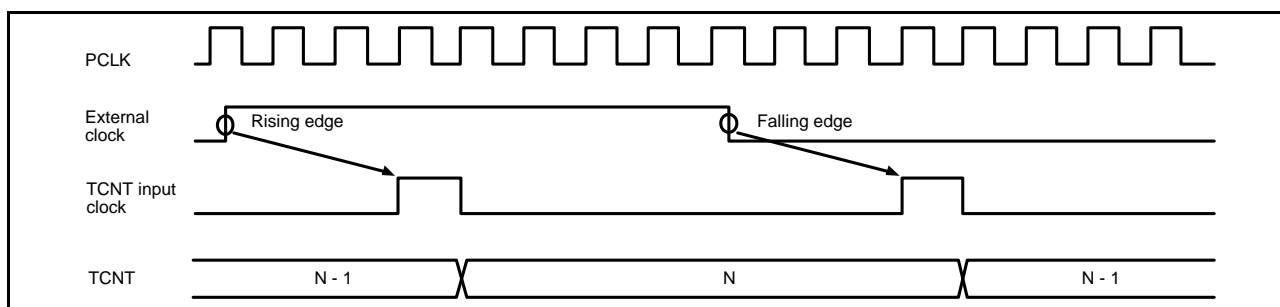 PCLK
External
clock
Rising edge
Falling edge
TCNT input
clock
TCNT
N - 1
N
N - 1